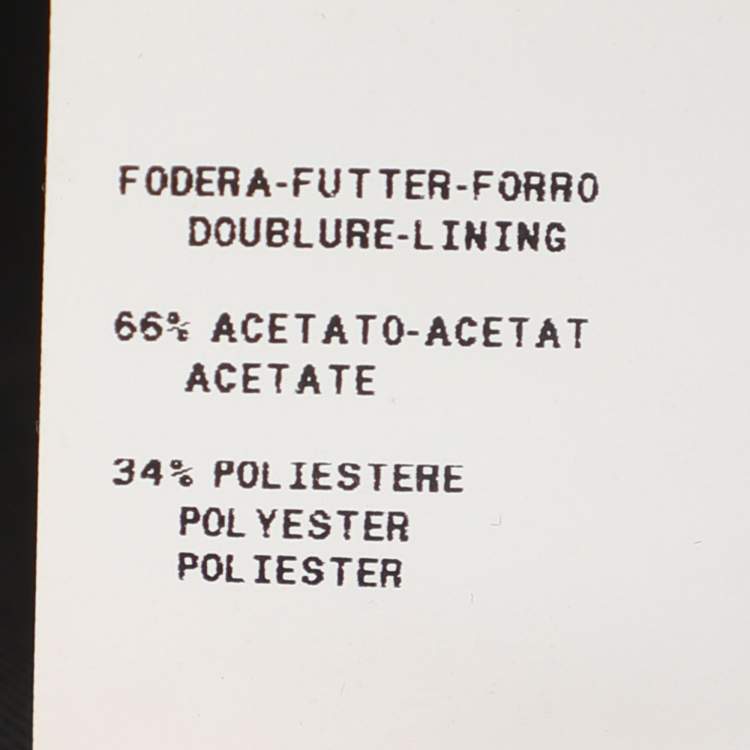 FODERA-FUTTER-FORRO
DOUBLURE-LINING
66% ACETATO-ACETAT
ACETATE
34% POLIESTERE
POLYESTER
POLIESTER